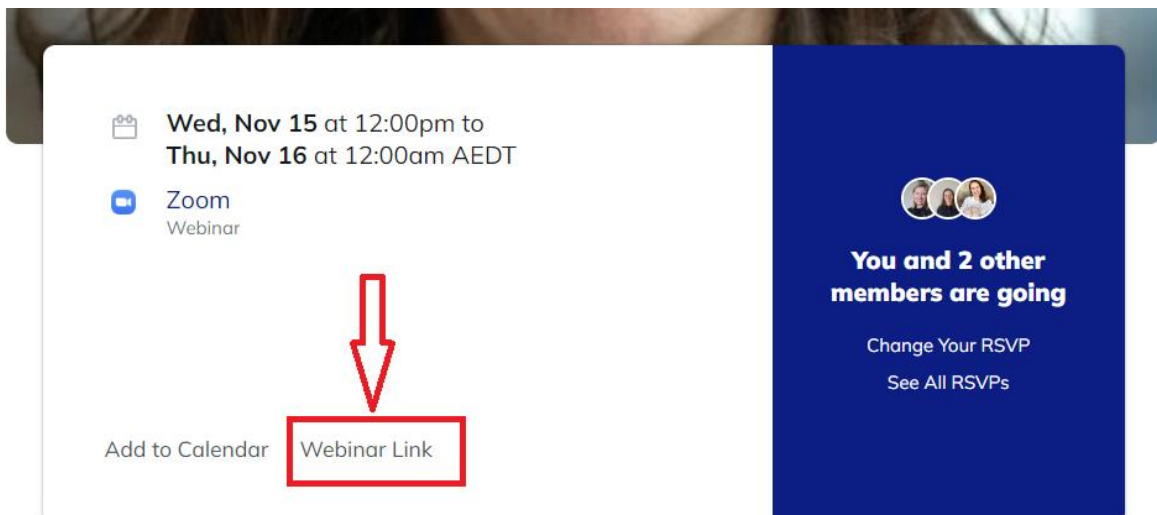 Wed, Nov 15 at 12:00pm to
Thu, Nov 16 at 12:00am AEDT
Zoom
Webinar
Add to Calendar
Webinar Link
You and 2 other
members are going
Change Your RSVP
See All RSVPs